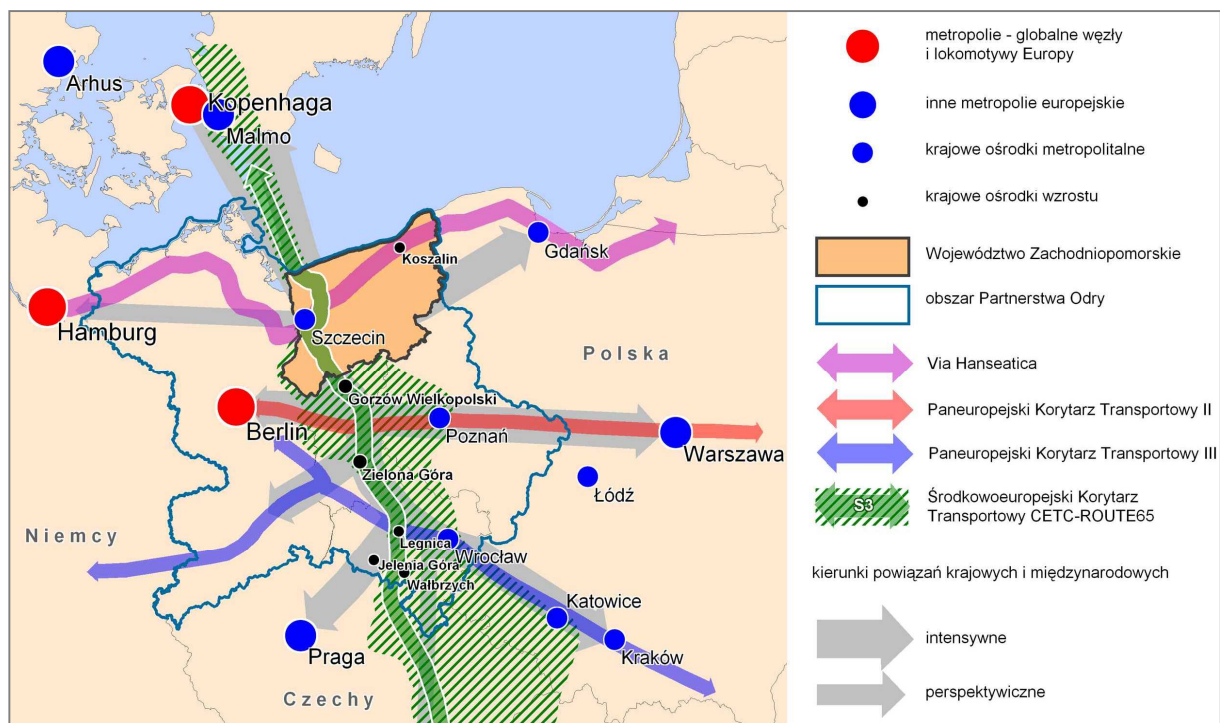 Arhus
Kopenhaga
Malmo
Koszalin
Gdańsk
Hamburg
Szczecin
Polska
Gorzów Wielkopolski
Berlin
Poznań
Warszawa
Zielona Góra
Łódź
Niemcy
Legnica
Wrocław
Jelenia Góra
Wałbrzych
Katowice
Praga
Kraków
Czechy
metropolie - globalne węzły
i lokomotywy Europy
inne metropolie europejskie
krajowe ośrodki metropolitalne
krajowe ośrodki wzrostu
Województwo Zachodniopomorskie
obszar Partnerstwa Odry
Via Hanseatica
Paneuropejski Korytarz Transportowy II
Paneuropejski Korytarz Transportowy III
S3
Środkowoeuropejski Korytarz
Transportowy CETC-ROUTE65
kierunki powiązań krajowych i międzynarodowych
intensywne
perspektywiczne